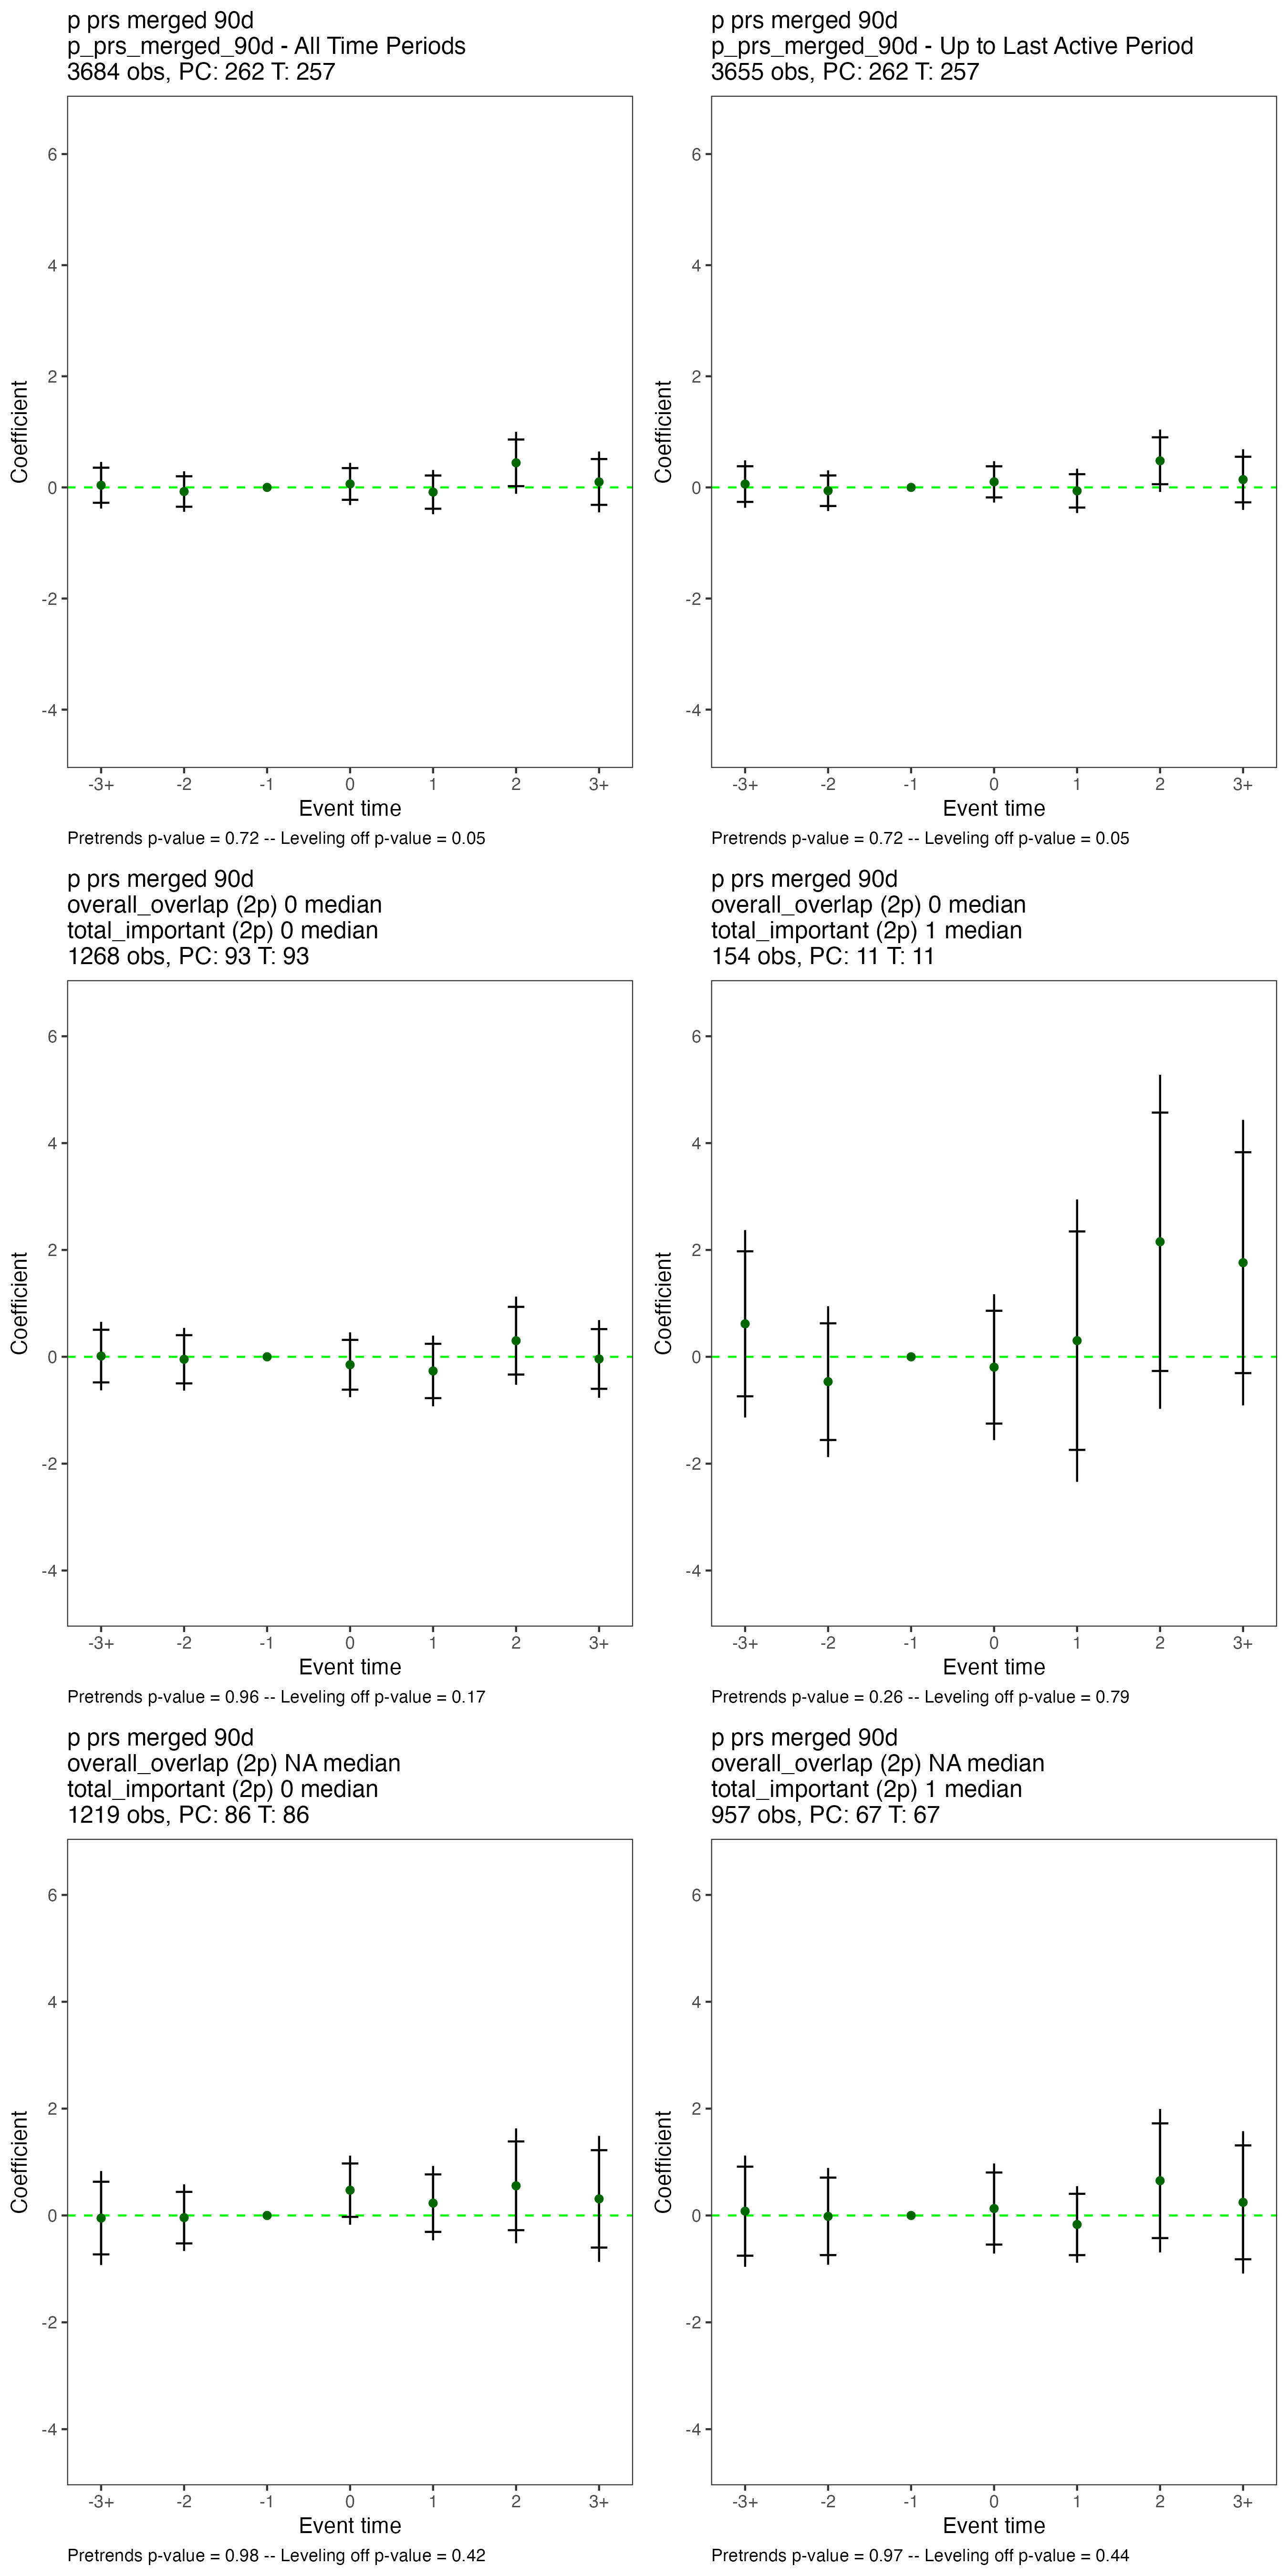 p prs merged 90d
p_prs_merged_90d - All Time Periods
3684 obs, PC: 262 T: 257
6
4
2
0
-2
-4
Coefficient
-3+ -2 -1 0 1 2 3+
Event time
Pretrends p-value = 0.72 -- Leveling off p-value = 0.05
p prs merged 90d
p_prs_merged_90d - Up to Last Active Period
3655 obs, PC: 262 T: 257
6
4
2
0
-2
-4
Coefficient
-3+ -2 -1 0 1 2 3+
Event time
Pretrends p-value = 0.72 -- Leveling off p-value = 0.05
p prs merged 90d
overall_overlap (2p) 0 median
total_important (2p) 0 median
1268 obs, PC: 93 T: 93
6
4
2
0
-2
-4
Coefficient
-3+ -2 -1 0 1 2 3+
Event time
Pretrends p-value = 0.96 -- Leveling off p-value = 0.17
p prs merged 90d
overall_overlap (2p) 0 median
total_important (2p) 1 median
154 obs, PC: 11 T: 11
6
4
2
0
-2
-4
Coefficient
-3+ -2 -1 0 1 2 3+
Event time
Pretrends p-value = 0.26 -- Leveling off p-value = 0.79
p prs merged 90d
overall_overlap (2p) NA median
total_important (2p) 0 median
1219 obs, PC: 86 T: 86
6
4
2
0
-2
-4
Coefficient
-3+ -2 -1 0 1 2 3+
Event time
Pretrends p-value = 0.98 -- Leveling off p-value = 0.42
p prs merged 90d
overall_overlap (2p) NA median
total_important (2p) 1 median
957 obs, PC: 67 T: 67
6
4
2
0
-2
-4
Coefficient
-3+ -2 -1 0 1 2 3+
Event time
Pretrends p-value = 0.97 -- Leveling off p-value = 0.44